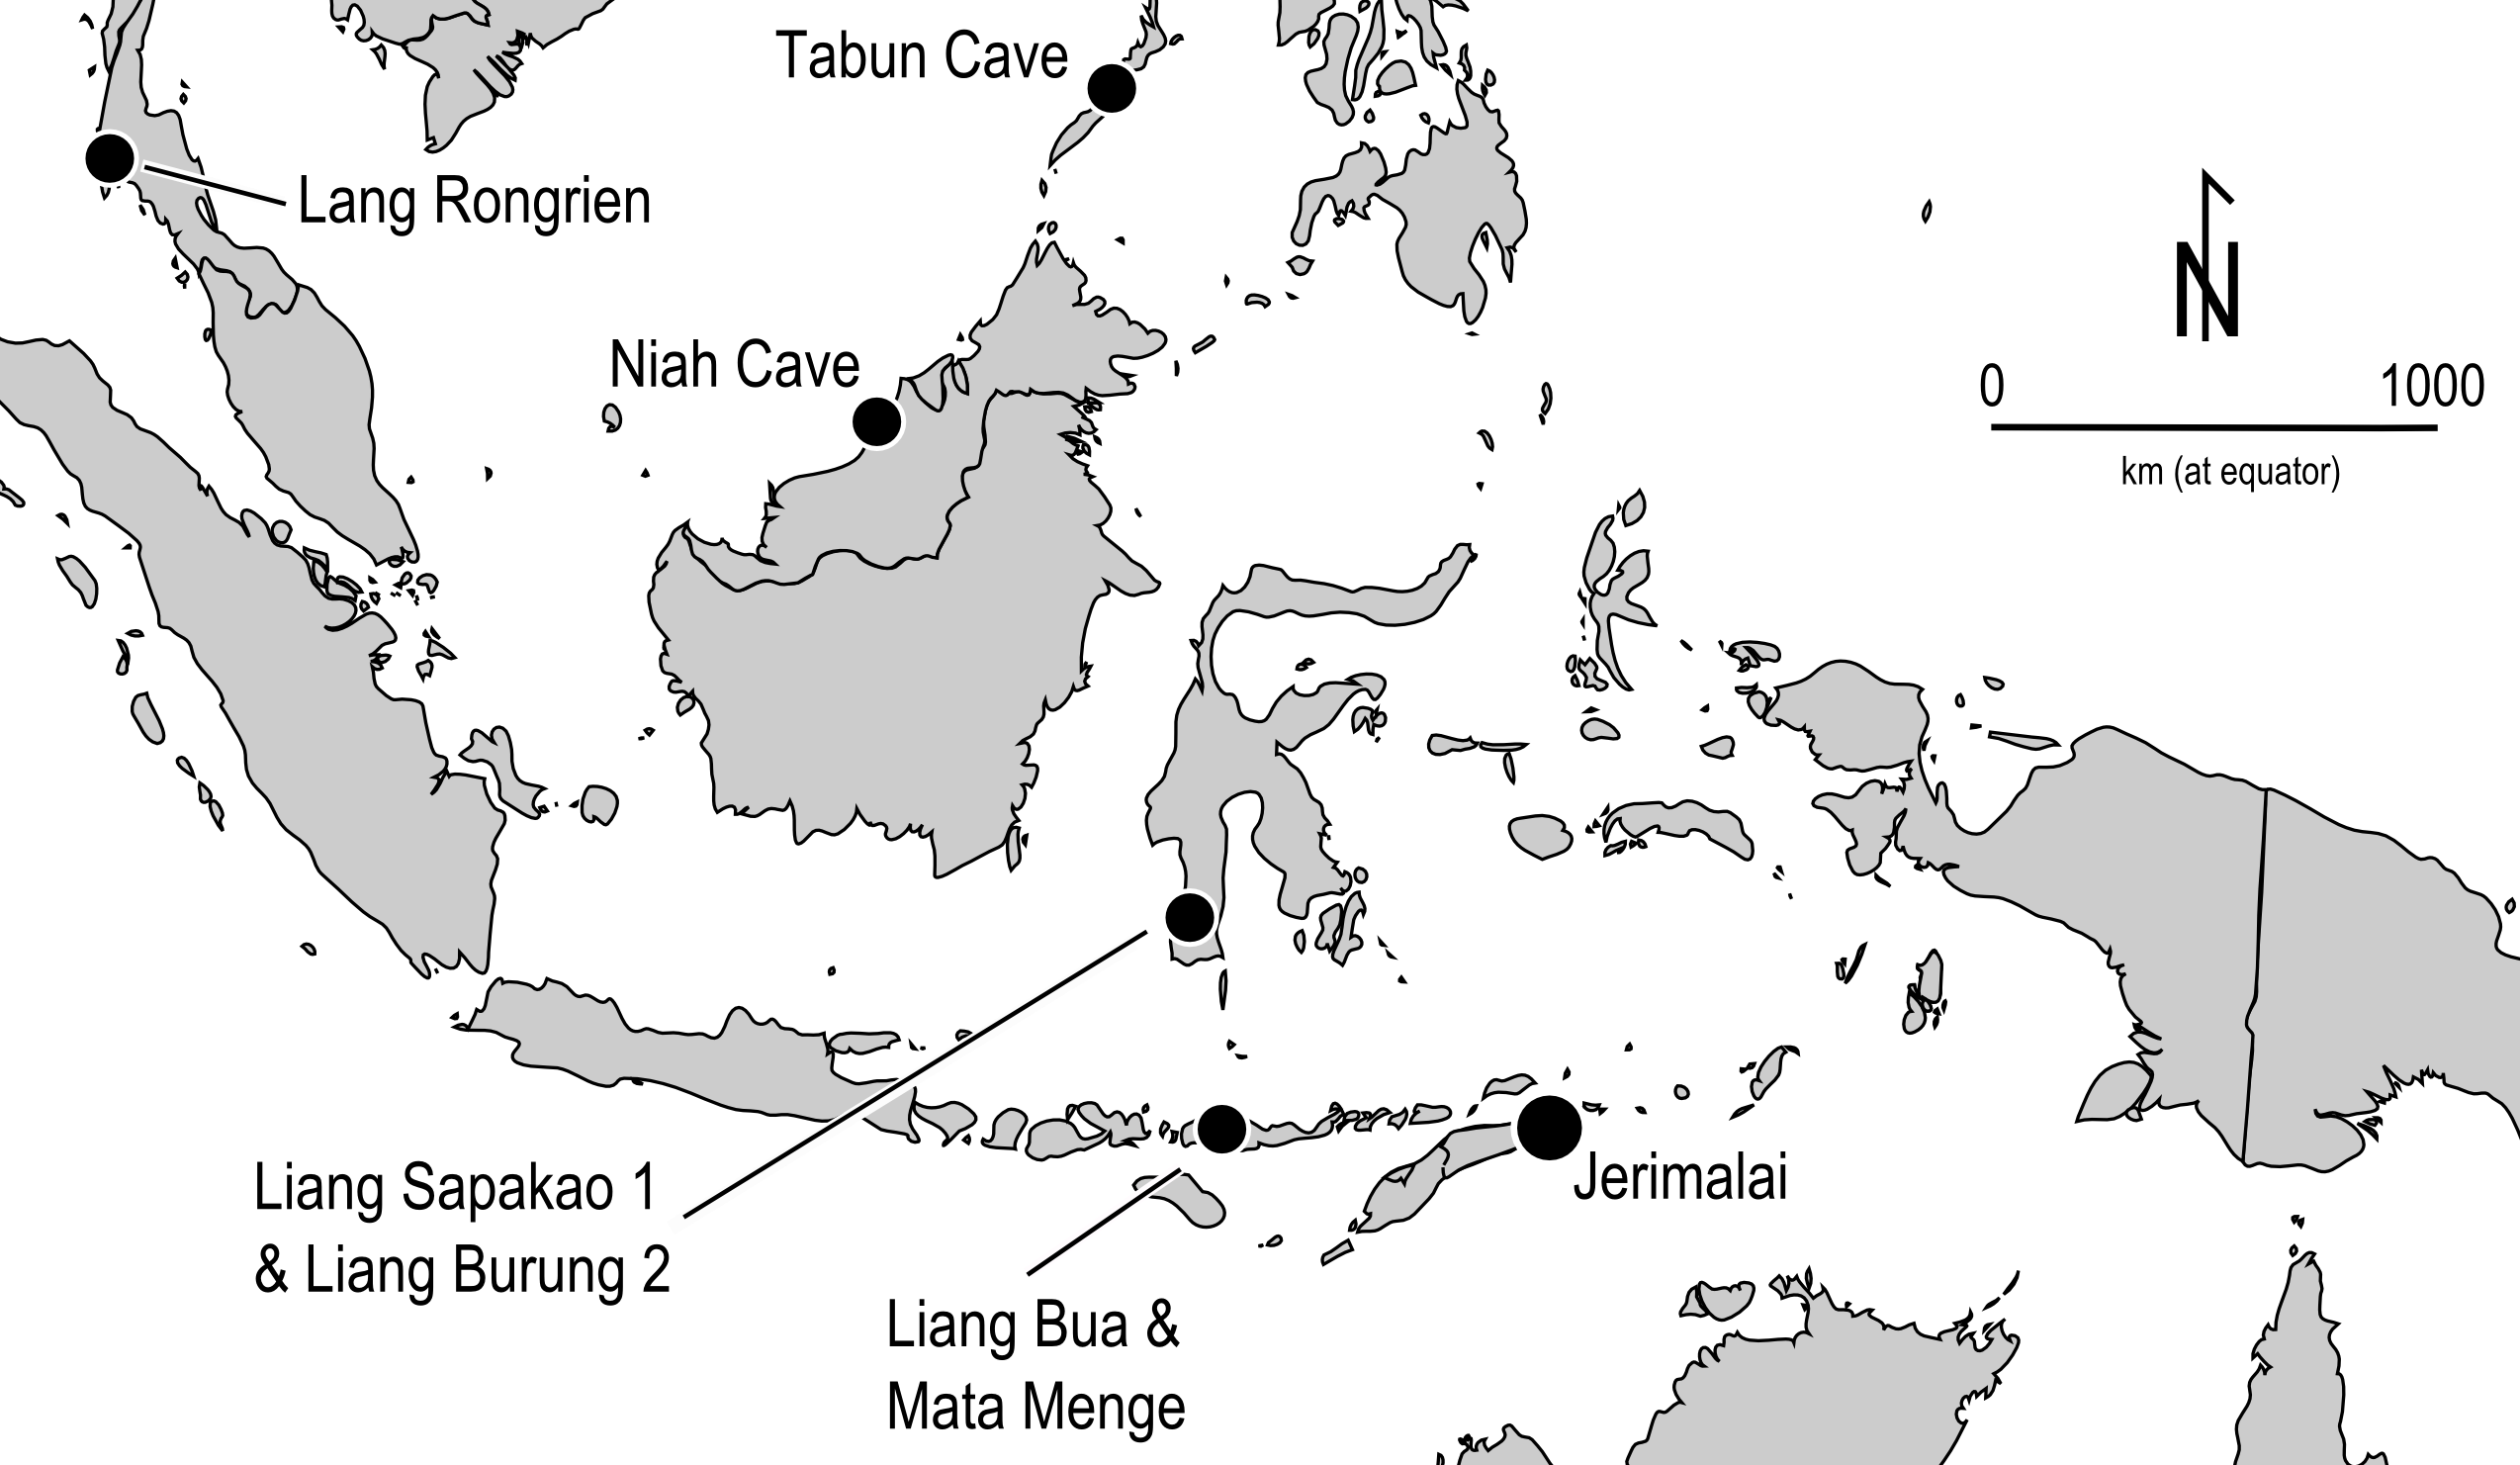 Tabun Cave
Lang Rongrien
Niah Cave
N
0 1000
km (at equator)
Liang Sapakao 1
& Liang Burung 2
Jerimalai
Liang Bua &
Mata Menge